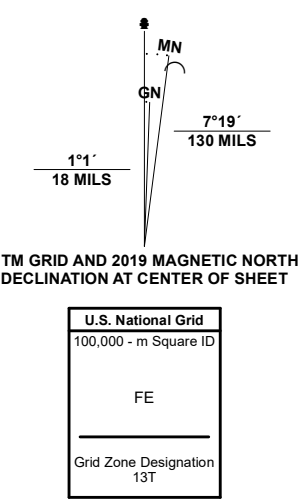 MN
GN
7°19´
130 MILS
1°1´
18 MILS
TM GRID AND 2019 MAGNETIC NORTH
DECLINATION AT CENTER OF SHEET
U.S. National Grid
100,000 - m Square ID
FE
Grid Zone Designation
13T